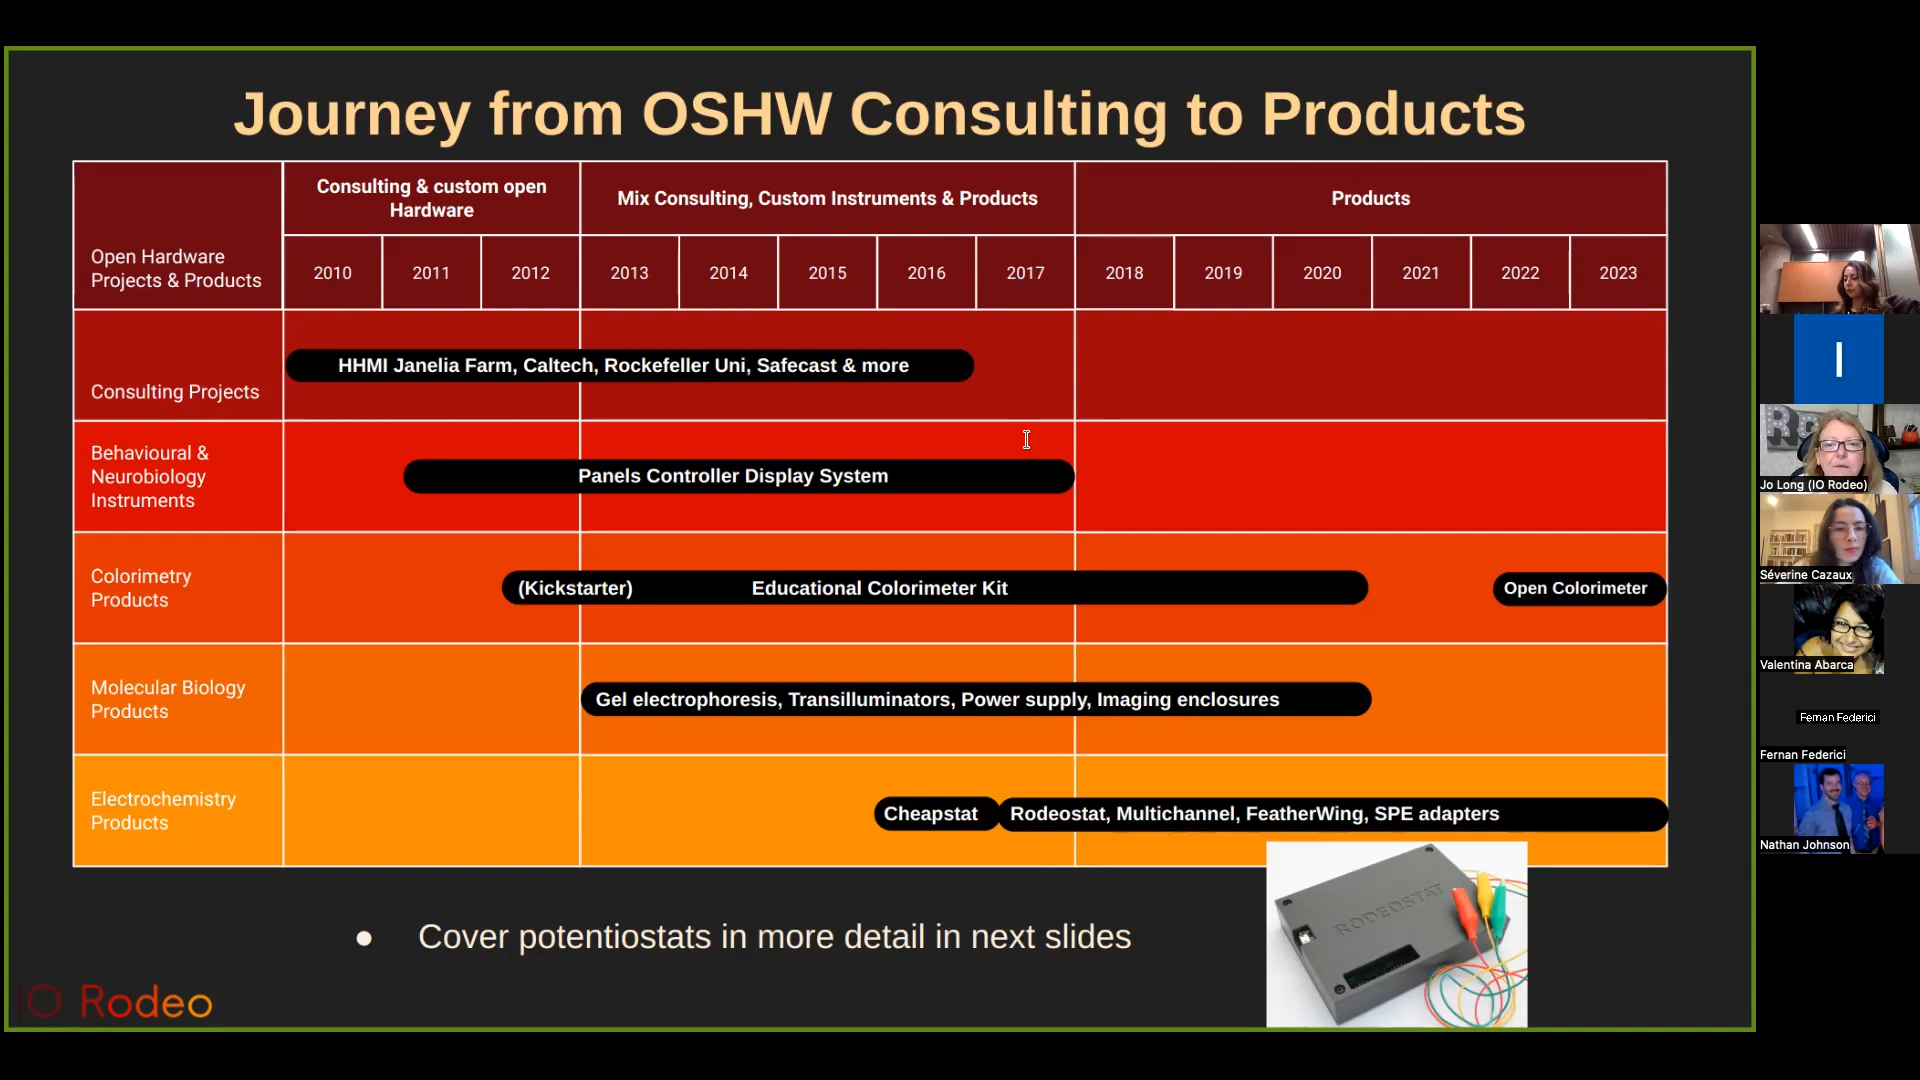 Journey from OSHW Consulting to Products
Open Hardware
Projects & Products
Consulting & custom open
Hardware
Mix Consulting, Custom Instruments & Products
Products
2010 2011 2012 2013 2014 2015 2016 2017 2018 2019 2020 2021 2022 2023
Consulting Projects
HHMI Janelia Farm, Caltech, Rockefeller Uni, Safecast & more
Behavioural &
Neurobiology
Instruments
Panels Controller Display System
Colorimetry
Products
(Kickstarter) Educational Colorimeter Kit
Open Colorimeter
Molecular Biology
Products
Gel electrophoresis, Transilluminators, Power supply, Imaging enclosures
Electrochemistry
Products
Cheapstat
Rodeostat, Multichannel, FeatherWing, SPE adapters
● Cover potentiostats in more detail in next slides
RODEOSTAT
IO Rodeo
I
Jo Long (IO Rodeo)
Séverine Cazaux
Valentina Abarca
Fernan Federici
Fernan Federici
Nathan Johnson